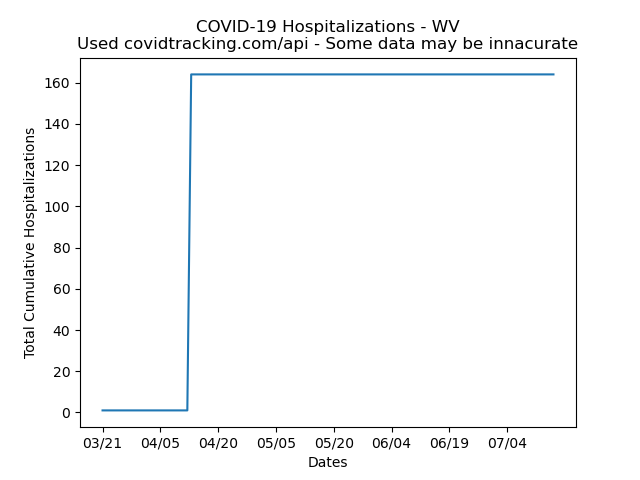 COVID-19 Hospitalizations - WV
Used covidtracking.com/api - Some data may be innacurate
Total Cumulative Hospitalizations
160
140
120
100
80
60
40
20
0
03/21 04/05 04/20 05/05 05/20 06/04 06/19 07/04
Dates